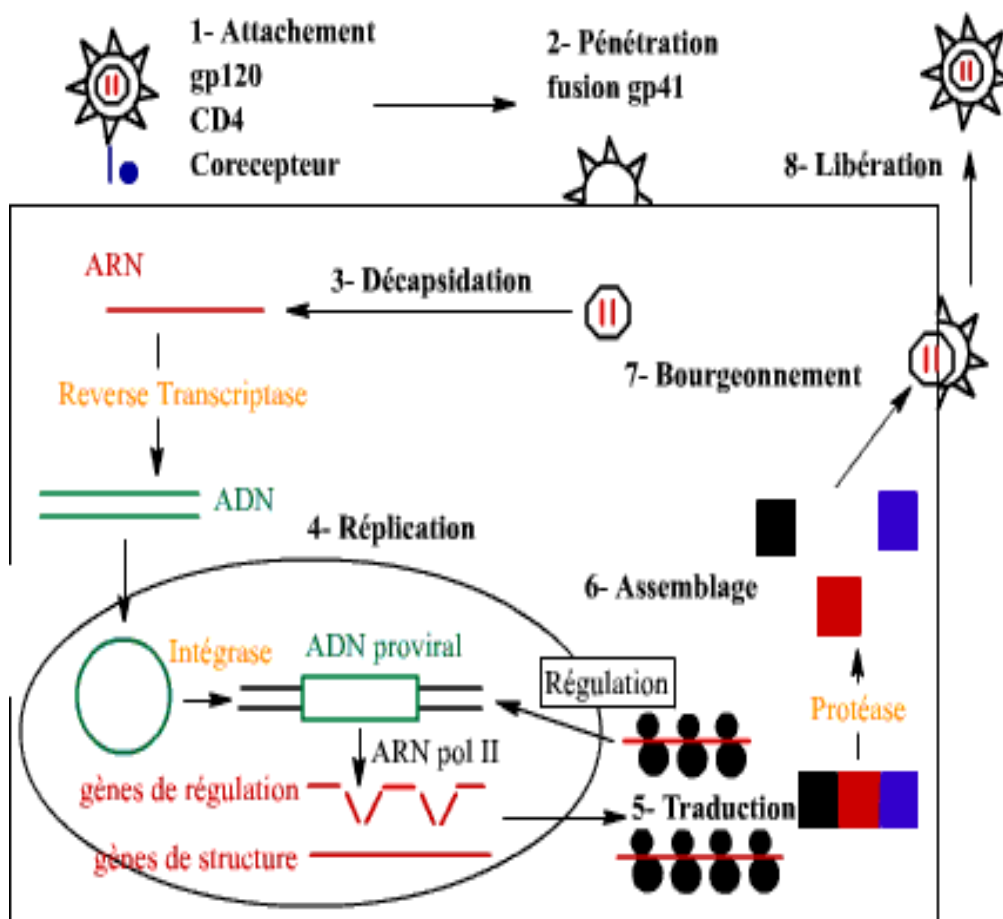 1- Attachement
gp120
CD4
Corecepteur
2- Pénétration
fusion gp41
8- Libération
ARN
3- Décapsidation
7- Bourgeonnement
Reverse Transcriptase
ADN
4- Réplication
6- Assemblage
Intégrase
ADN proviral
Régulation
Protéase
ARN pol II
gènes de régulation
5- Traduction
gènes de structure